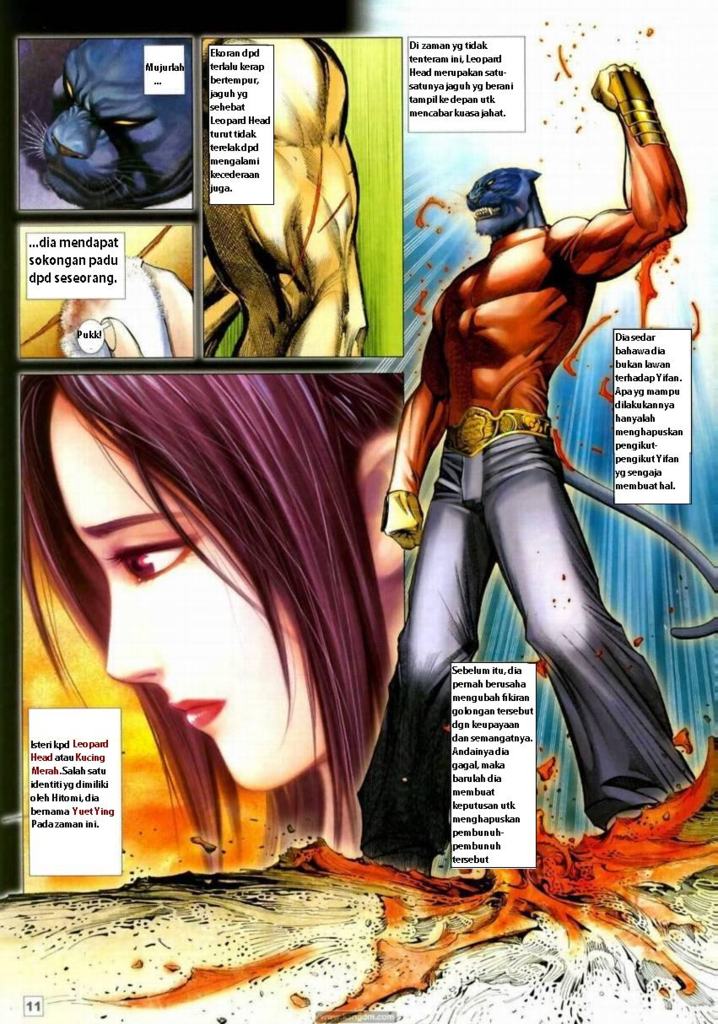 Mujurlah
...
Ekoran dpd
terlalu kerap
bertempur,
jaguh yg
sehebat
Leopard Head
turut tidak
terelak dpd
mengalami
kecederaan
juga.
Di zaman yg tidak
tenteram ini, Leopard
Head merupakan satu-
satunya jaguh yg berani
tampil ke depan utk
mencabar kuasa jahat.
...dia mendapat
sokongan padu
dpd seseorang.
Pukk!
Dia sedar
bahawa dia
bukan lawan
terhadap Yifan.
Apa yg mampu
dilakukannya
hanyalah
menghapuskan
pengikut-
pengikut Yifan
yg sengaja
membuat hal.
Sebelum itu, dia
pernah berusaha
mengubah fikiran
golongan tersebut
dgn keupayaan
dan semangatnya.
Andainya dia
gagal, maka
barulah dia
membuat
keputusan utk
menghapuskan
pembunuh-
pembunuh
tersebut
Isteri kpd Leopard
Head atau Kucing
Merah.Salah satu
identiti yg dimiliki
oleh Hitomi, dia
bernama Yuet Ying
Pada zaman ini.
11